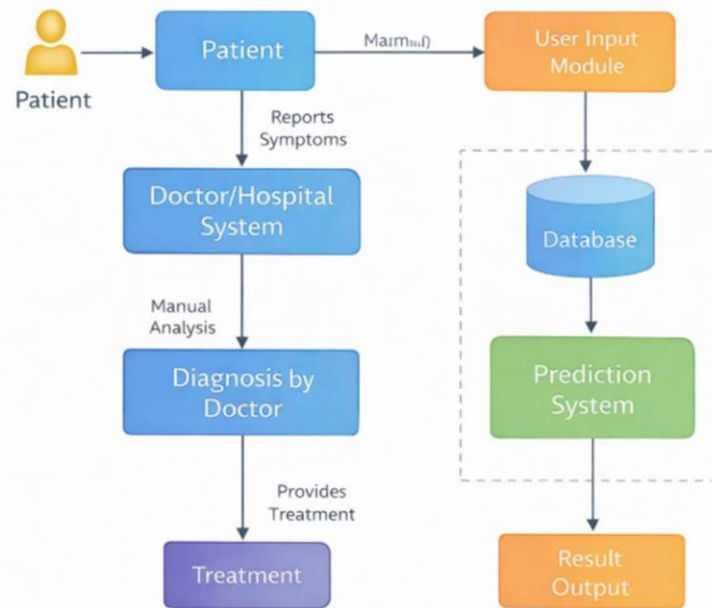 Patient
Patient
User Input
Module
Reports
Symptoms
Doctor/Hospital
System
Database
Manual
Analysis
Diagnosis by
Doctor
Prediction
System
Provides
Treatment
Treatment
Result
Output